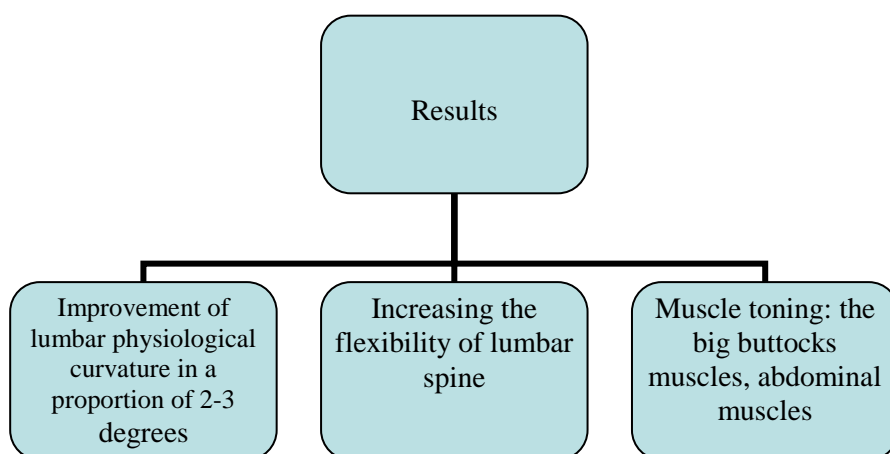 Results
Improvement of
lumbar physiological
curvature in a
proportion of 2-3
degrees
Increasing the
flexibility of lumbar
spine
Muscle toning: the
big buttocks
muscles, abdominal
muscles